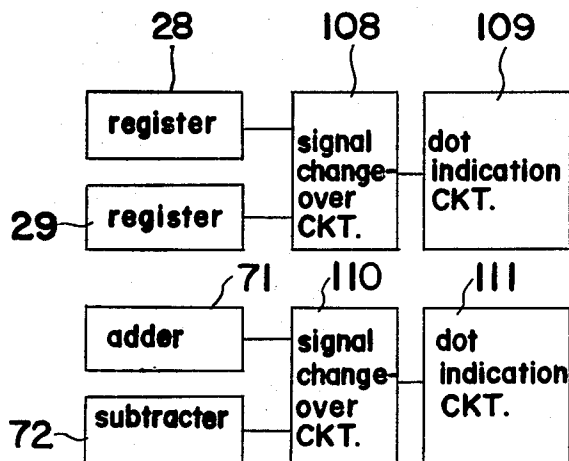 28
108
109
register
signal
change-
over
CKT.
dot
indication
CKT.
29
register
71
110
111
adder
signal
change-
over
CKT.
dot
indication
CKT.
72
subtracter